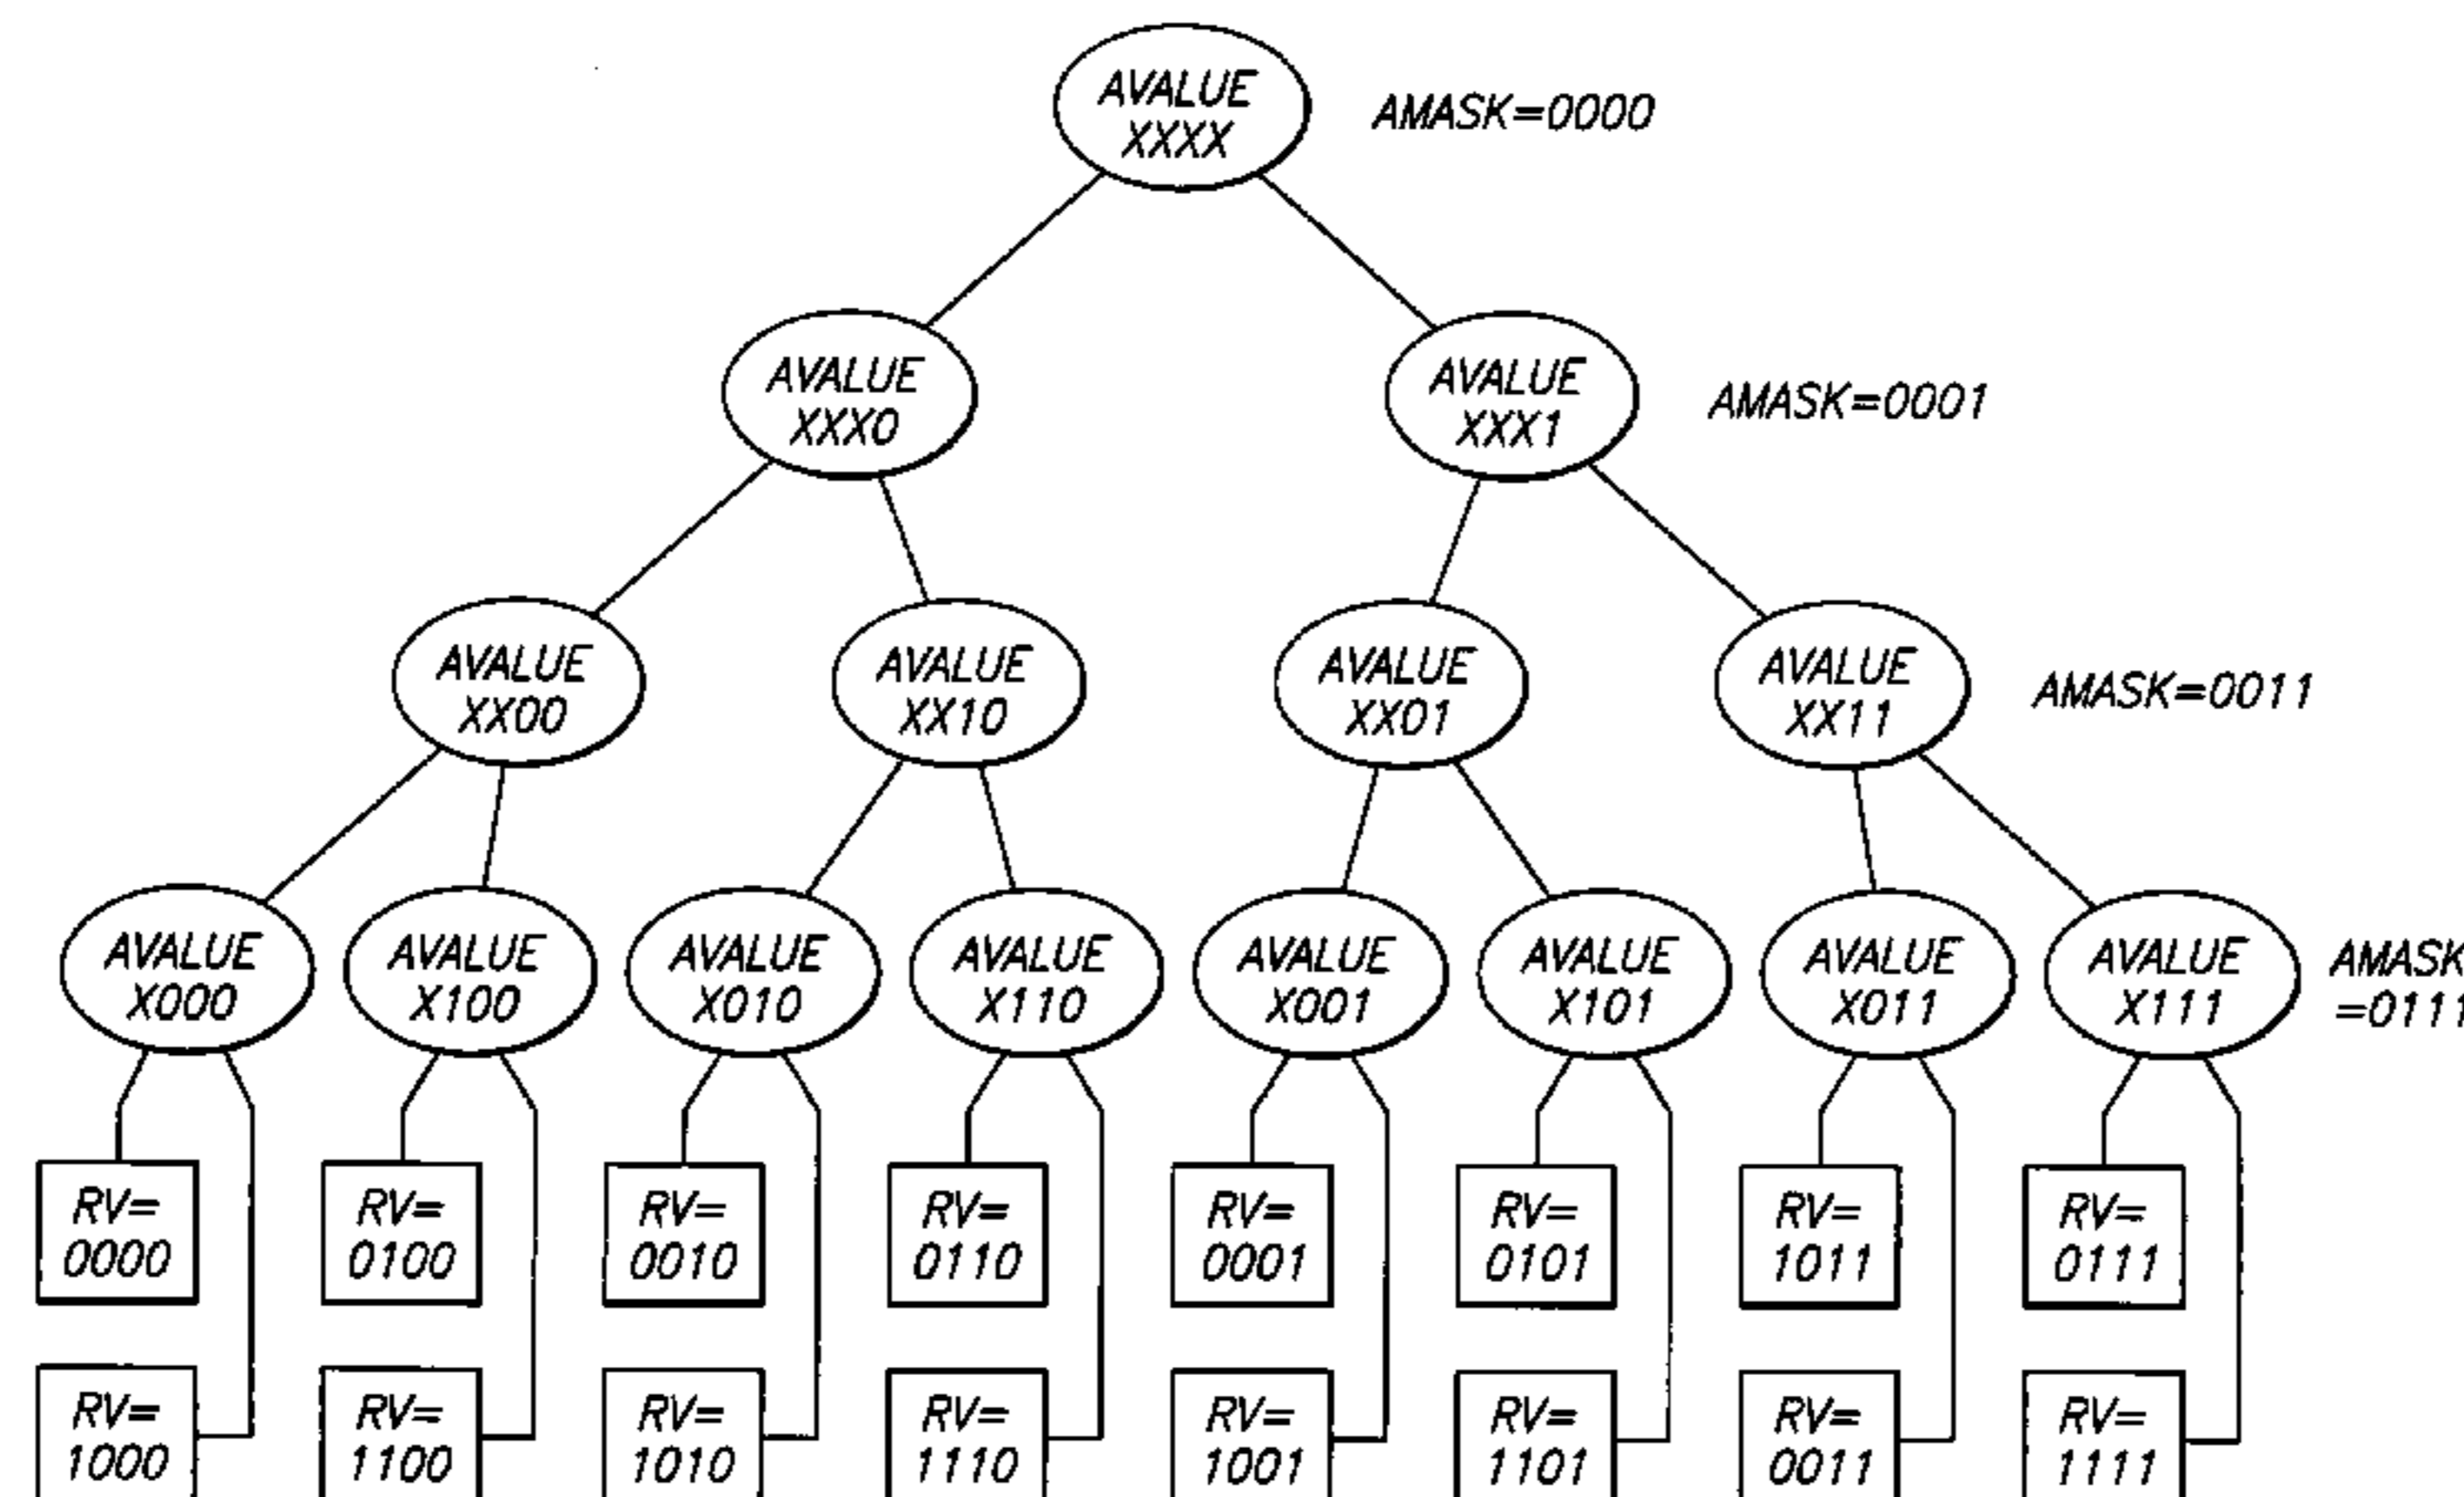 AVALUE
XXXX
AMASK=0000
AVALUE
XXX0
AVALUE
XXX1
AMASK=0001
AVALUE
XX00
AVALUE
XX10
AVALUE
XX01
AVALUE
XX11
AMASK=0011
AVALUE
X000
AVALUE
X100
AVALUE
X010
AVALUE
X110
AVALUE
X001
AVALUE
X101
AVALUE
X011
AVALUE
X111
AMASK
=0111
RV=
0000
RV=
0100
RV=
0010
RV=
0110
RV=
0001
RV=
0101
RV=
1011
RV=
0111
RV=
1000
RV=
1100
RV=
1010
RV=
1110
RV=
1001
RV=
1101
RV=
0011
RV=
1111